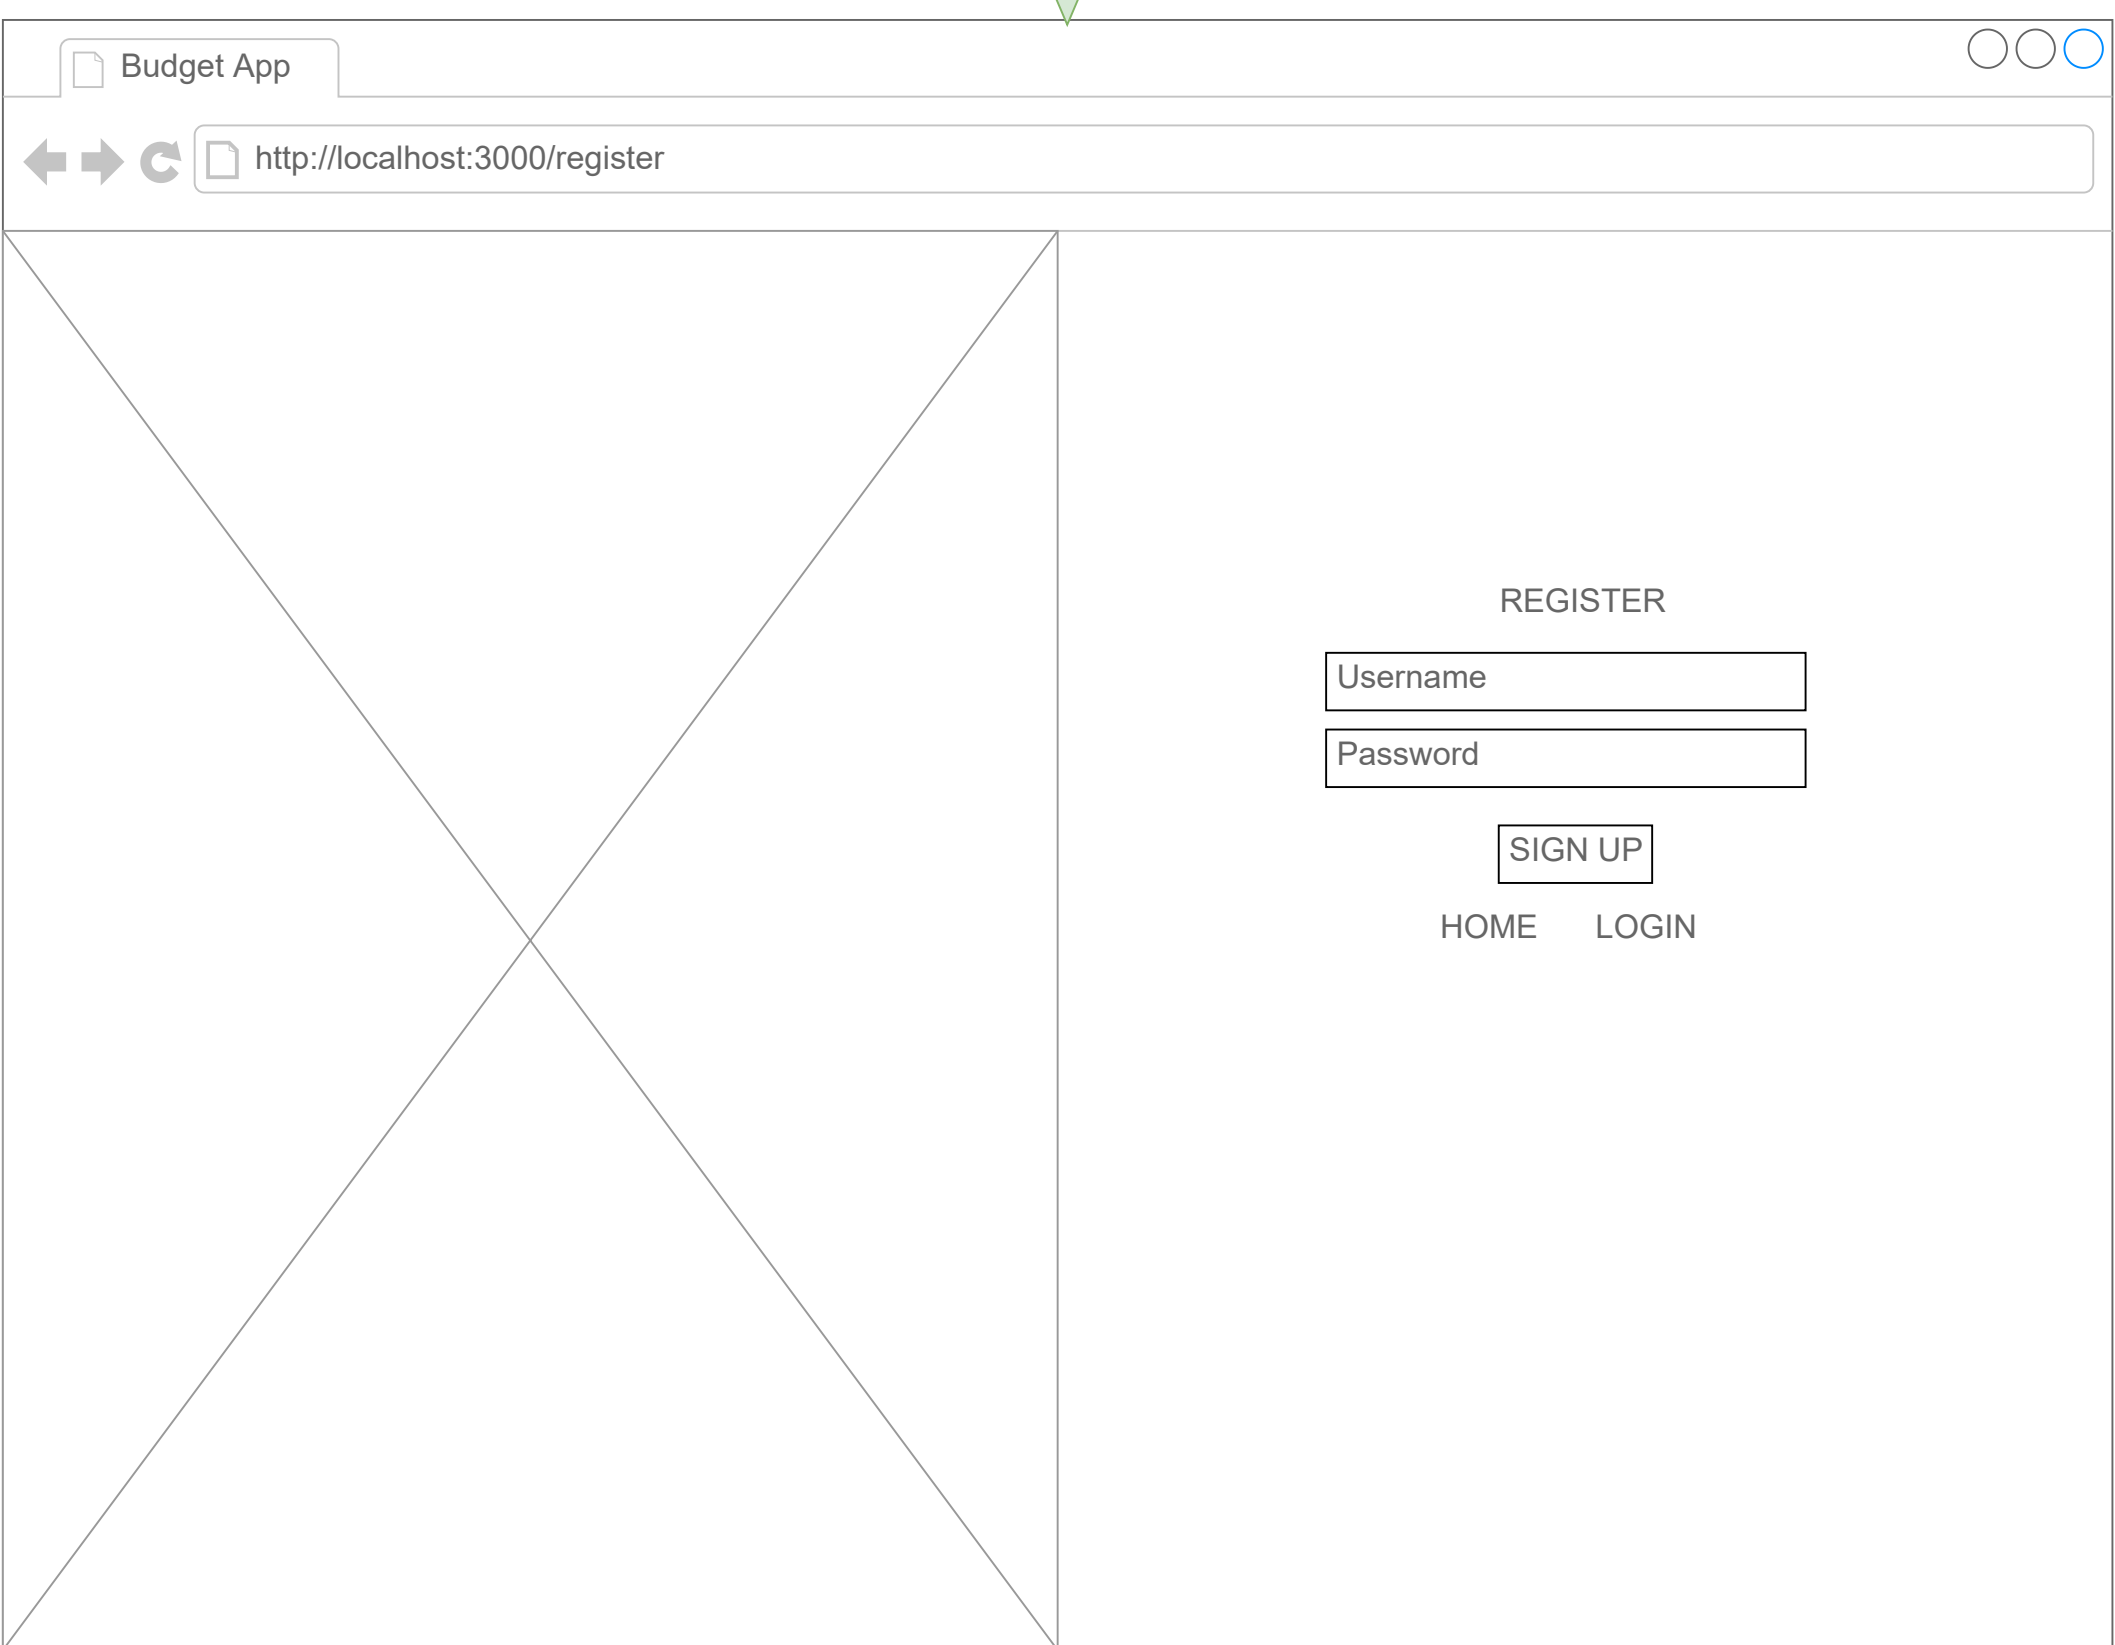 Budget App
http://localhost:3000/register
REGISTER
Username
Password
SIGN UP
HOME LOGIN